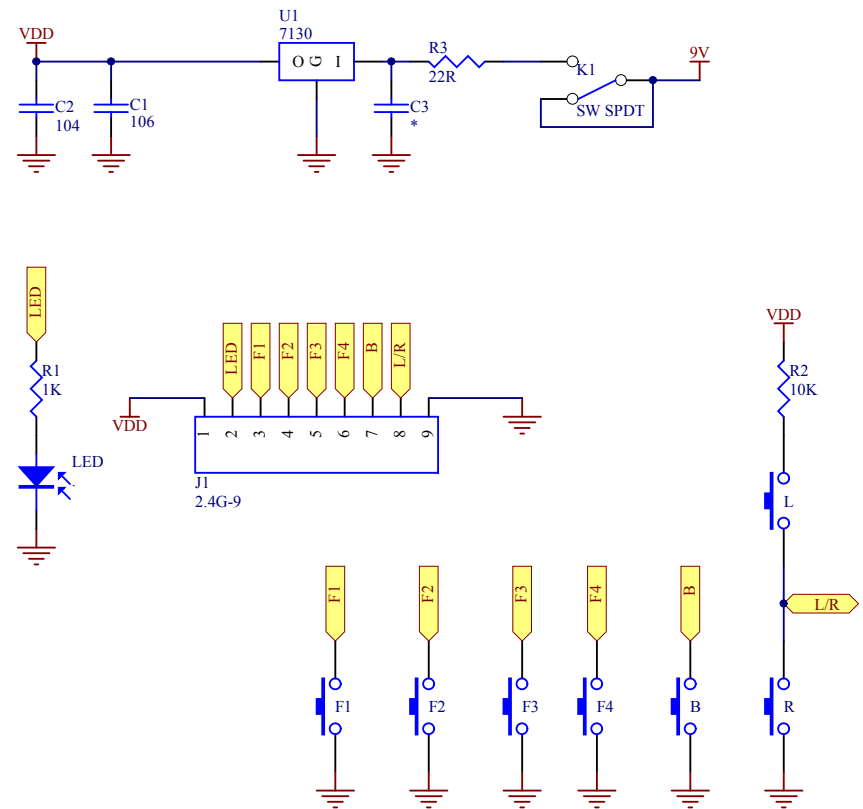 VDD
U1
7130
O G I
R3
22R
K1
SW SPDT
9V
C2
104
C1
106
C3
*
LED
R1
1K
LED
LED
F1
F2
F3
F4
B
L/R
VDD
1
2
3
4
5
6
7
8
9
J1
2.4G-9
VDD
R2
10K
L
L/R
F1
F2
F3
F4
B
F1
F2
F3
F4
B
R